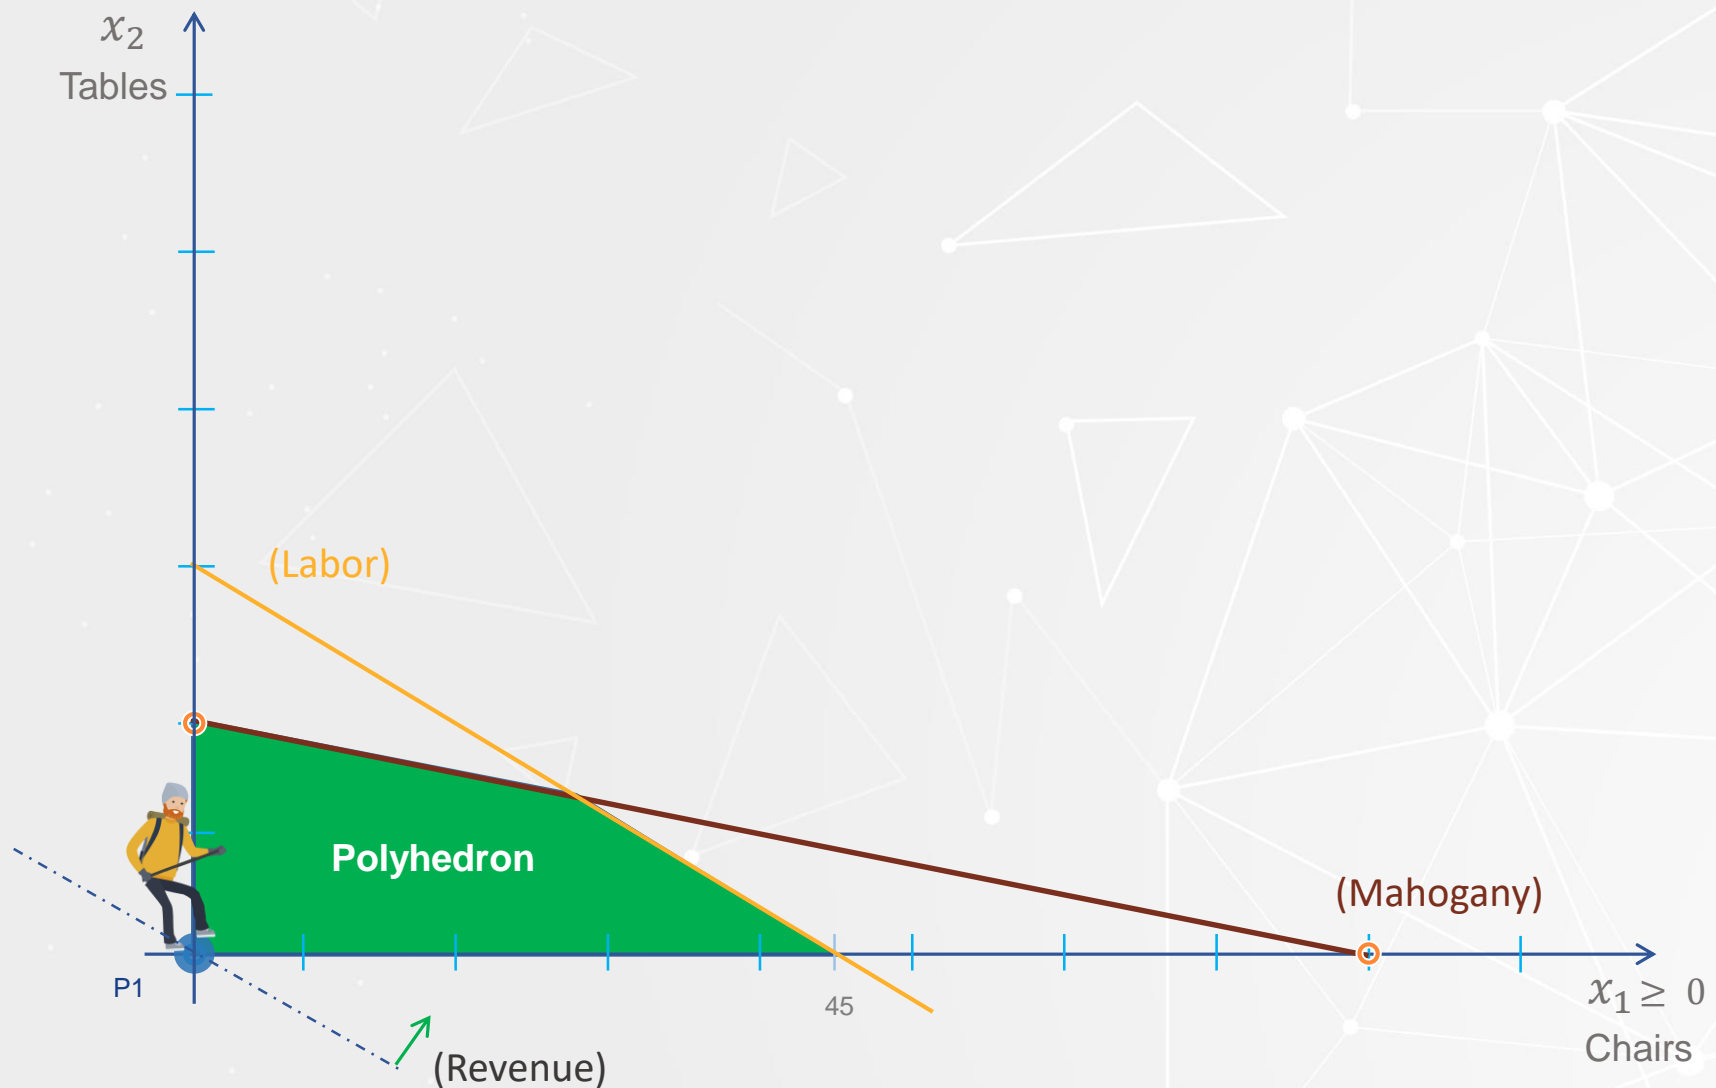 x₂
Tables
(Labor)
Polyhedron
(Mahogany)
P1
45
x₁ ≥ 0
Chairs
(Revenue)